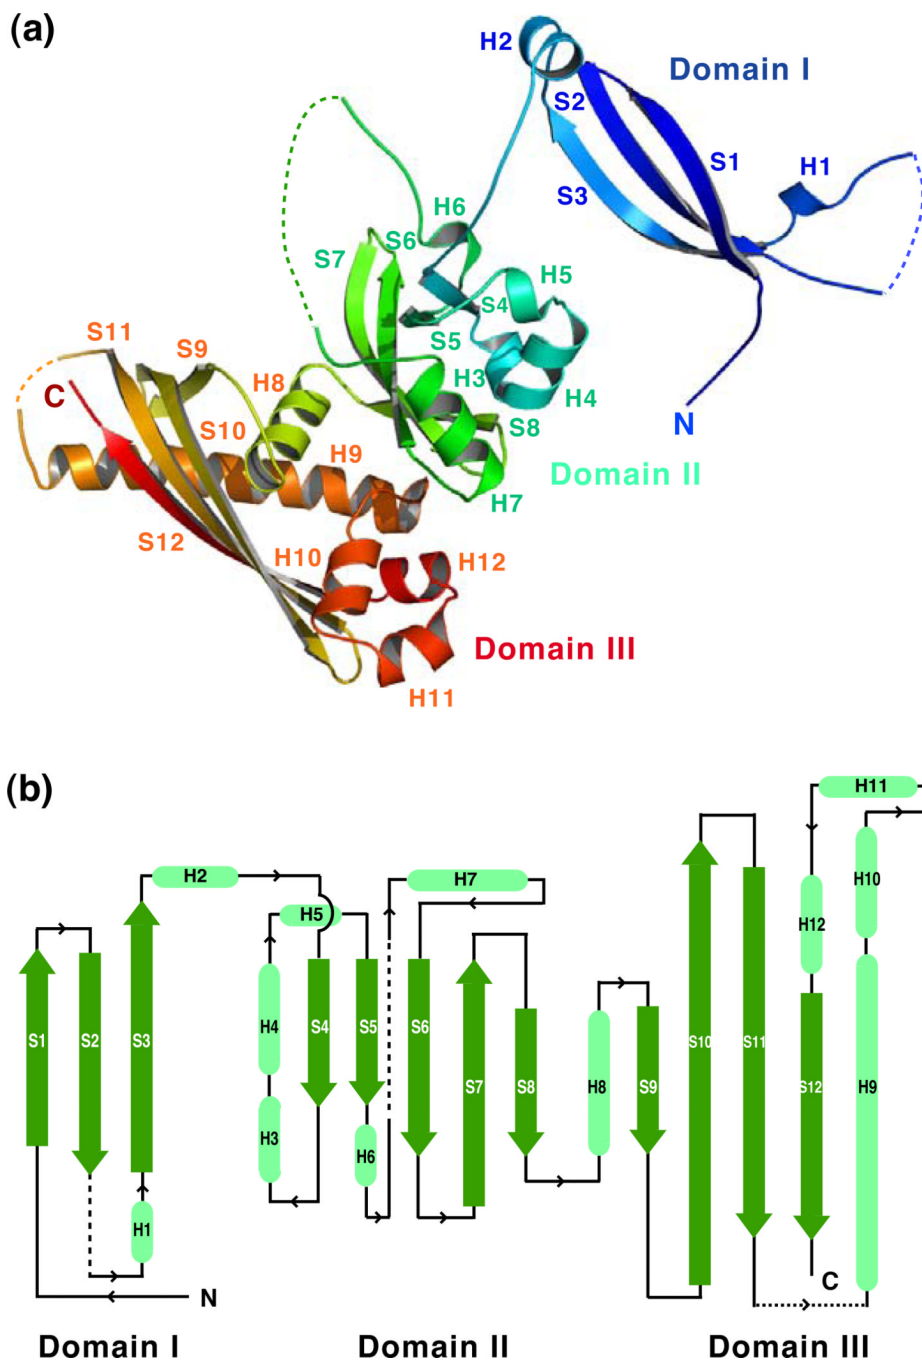 (a)
H2
Domain I
S2
S1
H1
S3
H6
S6
S7
H5
S4
S11
S9
S5
H8
H3
C
H4
N
S10
S8
H9
Domain II
H7
S12
H10
H12
Domain III
H11
(b)
H11
H2
H7
H10
H5
H12
H4
S1
S2
S3
S4
S5
S6
S7
S8
H8
S9
S10
S11
S12
H9
H3
H6
H1
C
N
Domain I
Domain II
Domain III